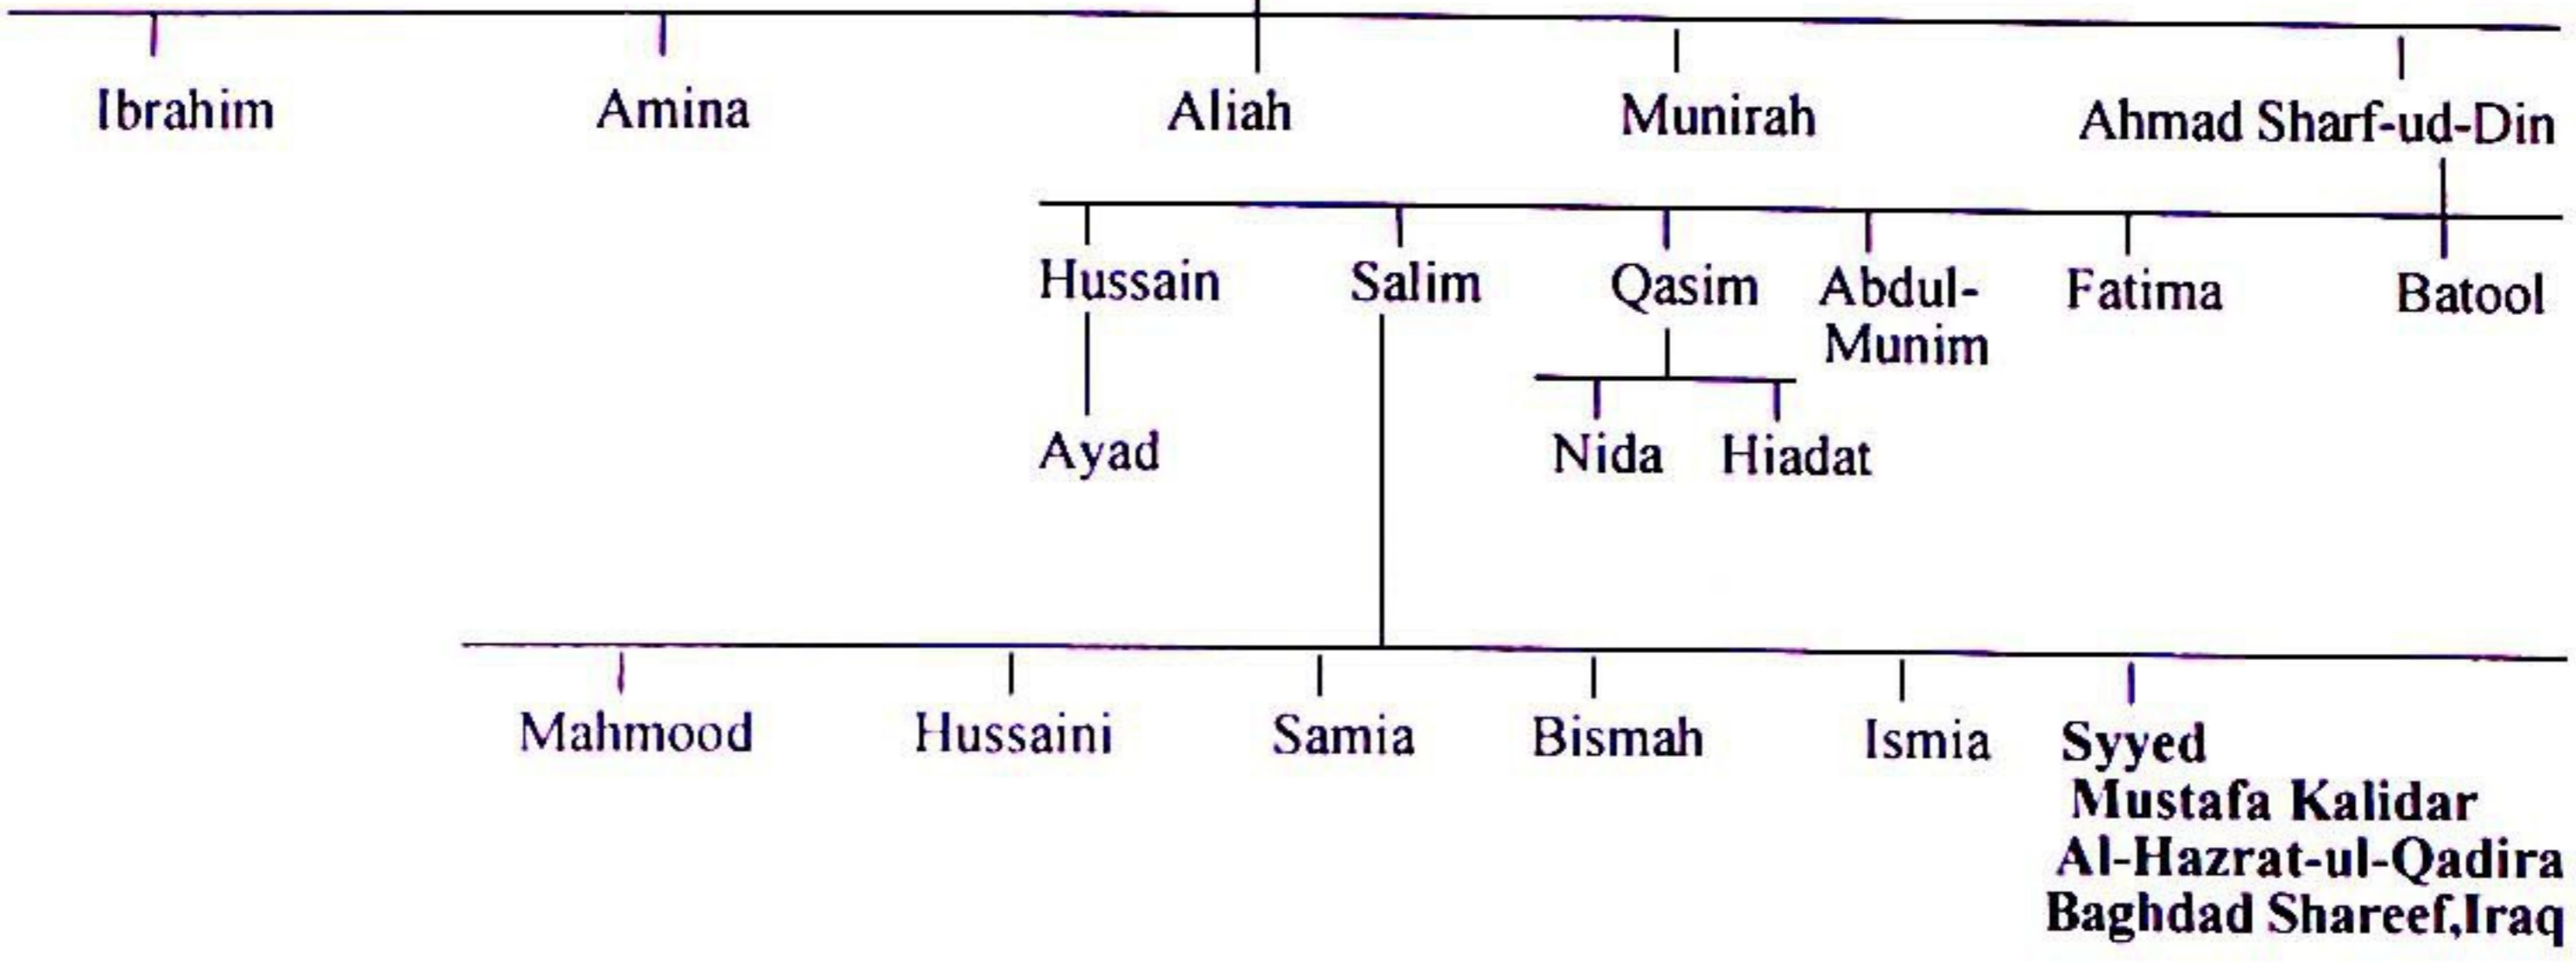 Ibrahim Amina Aliah Munirah Ahmad Sharf-ud-Din
Hussain Salim Qasim Abdul- Fatima Batool
Munim
Ayad Nida Hiadat
Mahmood Hussaini Samia Bismah Ismia Syyed
Mustafa Kalidar
Al-Hazrat-ul-Qadira
Baghdad Shareef,Iraq